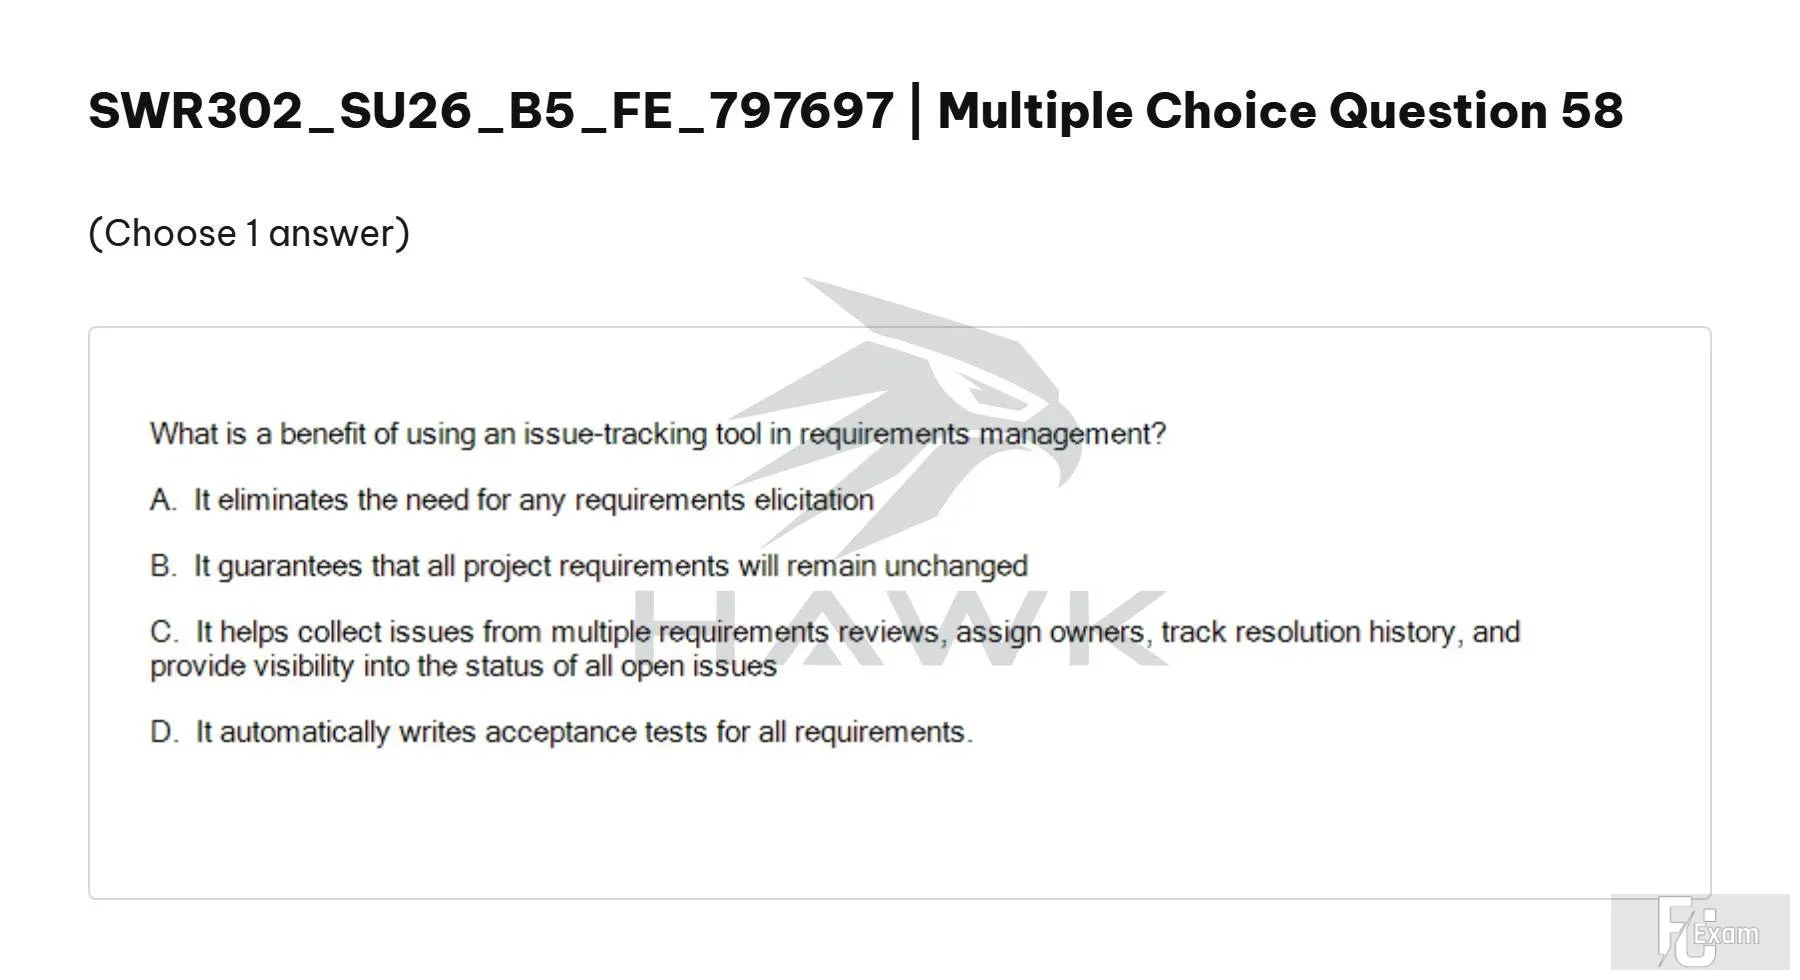 SWR302_SU26_B5_FE_797697 | Multiple Choice Question 58
(Choose 1 answer)
What is a benefit of using an issue-tracking tool in requirements management?
A. It eliminates the need for any requirements elicitation
B. It guarantees that all project requirements will remain unchanged
HAWK
C. It helps collect issues from multiple requirements reviews, assign owners, track resolution history, and
provide visibility into the status of all open issues
D. It automatically writes acceptance tests for all requirements.
FU Exam